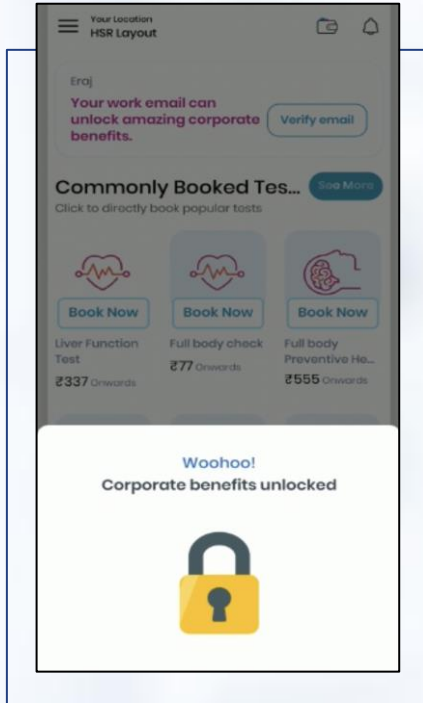 Your Location
HSR Layout
Eraj
Your work email can
unlock amazing corporate
benefits.
Verify email
Commonly Booked Tes...
See More
Click to directly book popular tests
Book Now
Book Now
Book Now
Liver Function
Test
₹337 Onwards
Full body check
₹77 Onwards
Full body
Preventive He...
₹555 Onwards
Woohoo!
Corporate benefits unlocked